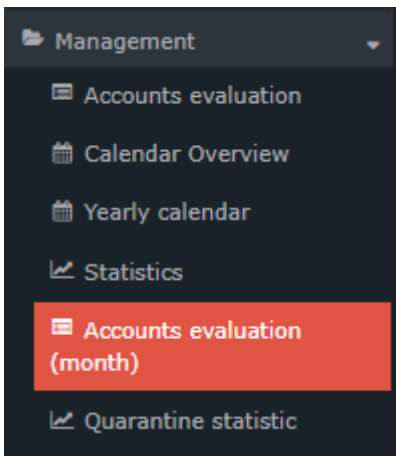 Management
Accounts evaluation
Calendar Overview
Yearly calendar
Statistics
Accounts evaluation
(month)
Quarantine statistic